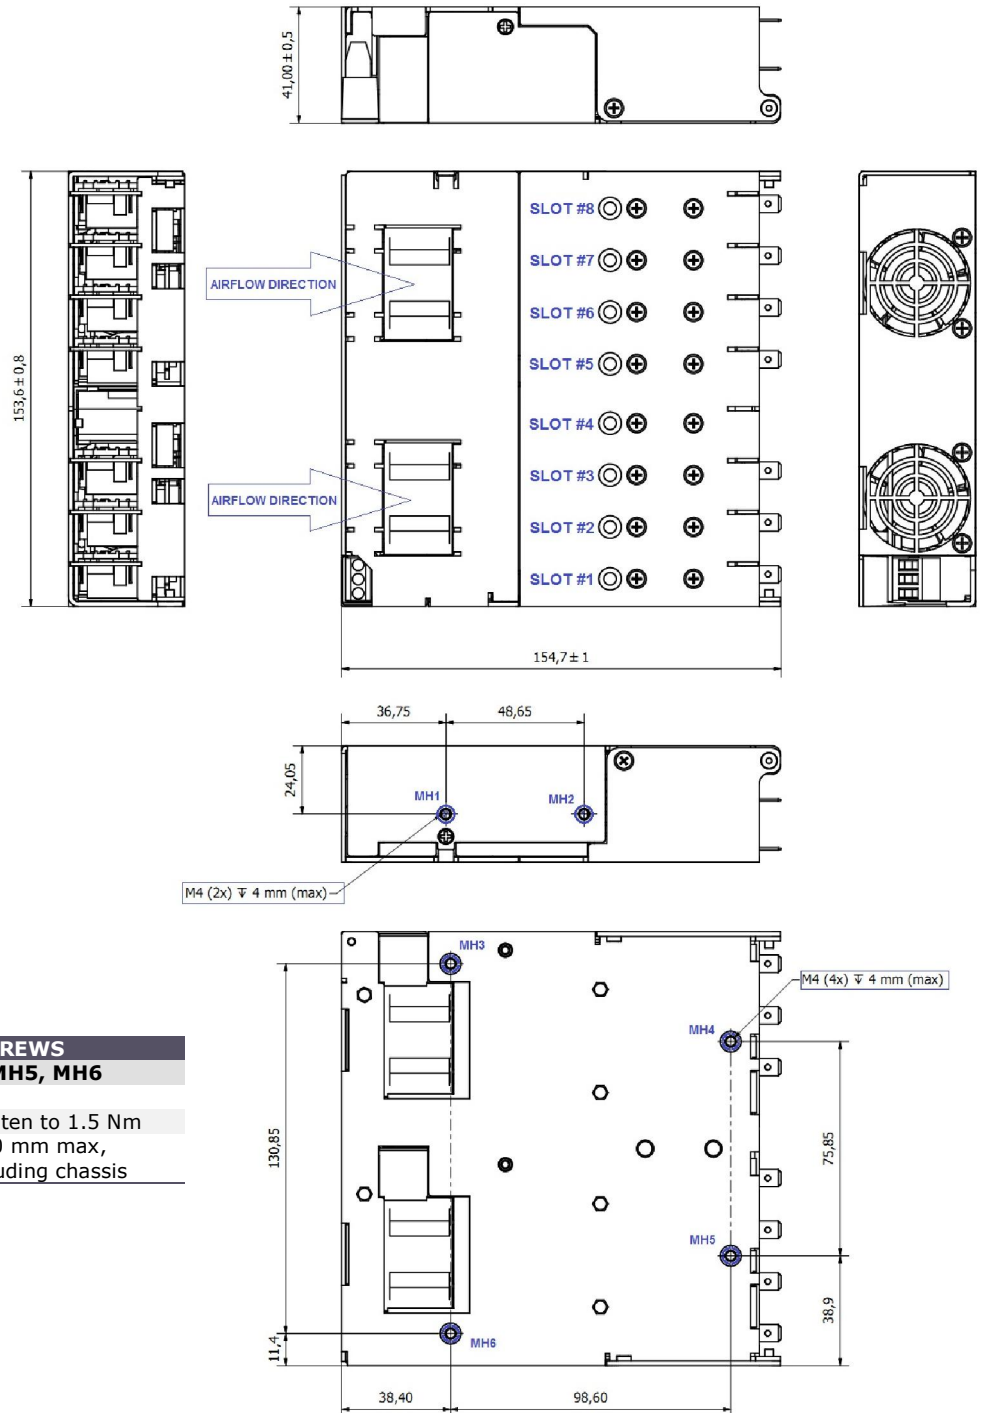 41,00 ± 0,5
153,6 ± 0,8
SLOT #8
SLOT #7
AIRFLOW DIRECTION
SLOT #6
SLOT #5
SLOT #4
SLOT #3
AIRFLOW DIRECTION
SLOT #2
SLOT #1
154,7 ± 1
36,75
48,65
24,05
MH1
MH2
M4 (2x) ↧ 4 mm (max)
MH3
M4 (4x) ↧ 4 mm (max)
MH4
130,85
75,85
MH5
38,9
11,4
MH6
38,40
98,60
REWS
MH5, MH6
ten to 1.5 Nm
mm max,
uding chassis